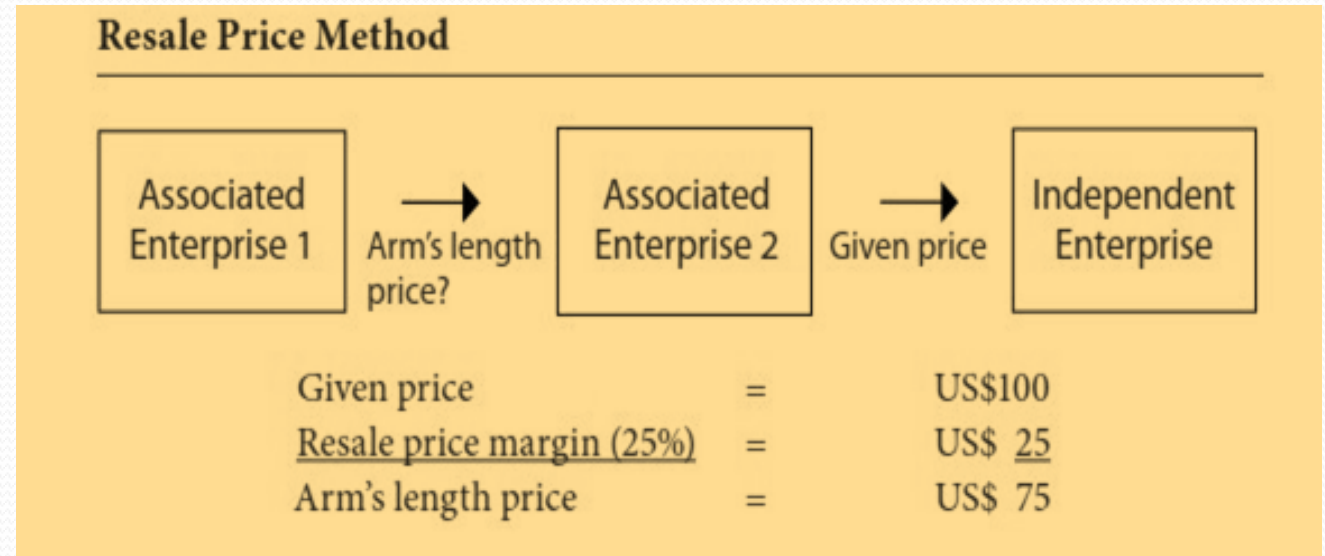 Resale Price Method
Associated
Enterprise 1
Arm's length
price?
Associated
Enterprise 2
Given price
Independent
Enterprise
Given price = US$100
Resale price margin (25%) = US$ 25
Arm's length price = US$ 75